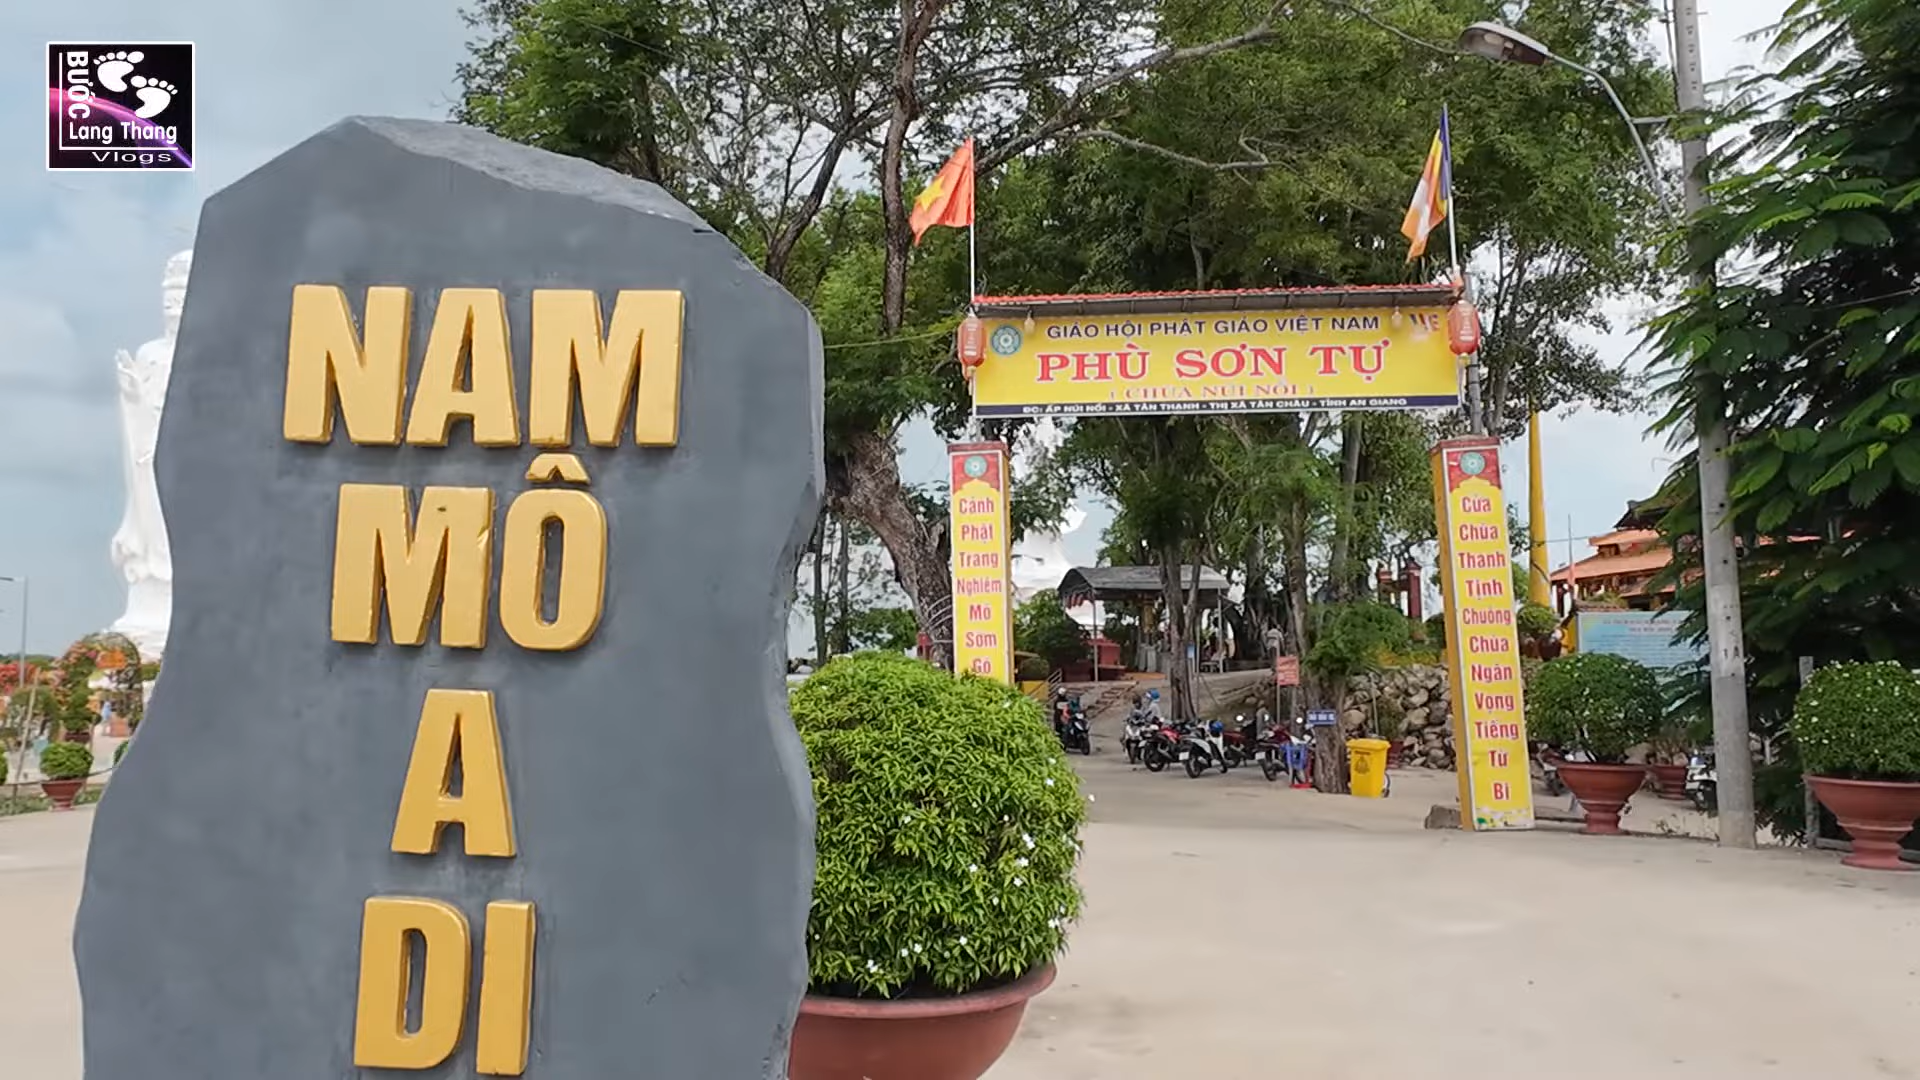 BƯỚC
Lang Thang
Vlogs
NAM
MÔ
A
DI
GIÁO HỘI PHẬT GIÁO VIỆT NAM
PHÙ SƠN TỰ
( CHÙA NÚI NỔI )
ĐC: ẤP NÚI NỔI - XÃ TÂN THẠNH - THỊ XÃ TÂN CHÂU - TỈNH AN GIANG
Cảnh
Phật
Trang
Nghiêm
Mõ
Sớm
Gõ
Cửa
Chùa
Thanh
Tịnh
Chuông
Chùa
Ngân
Vọng
Tiếng
Từ
Bi